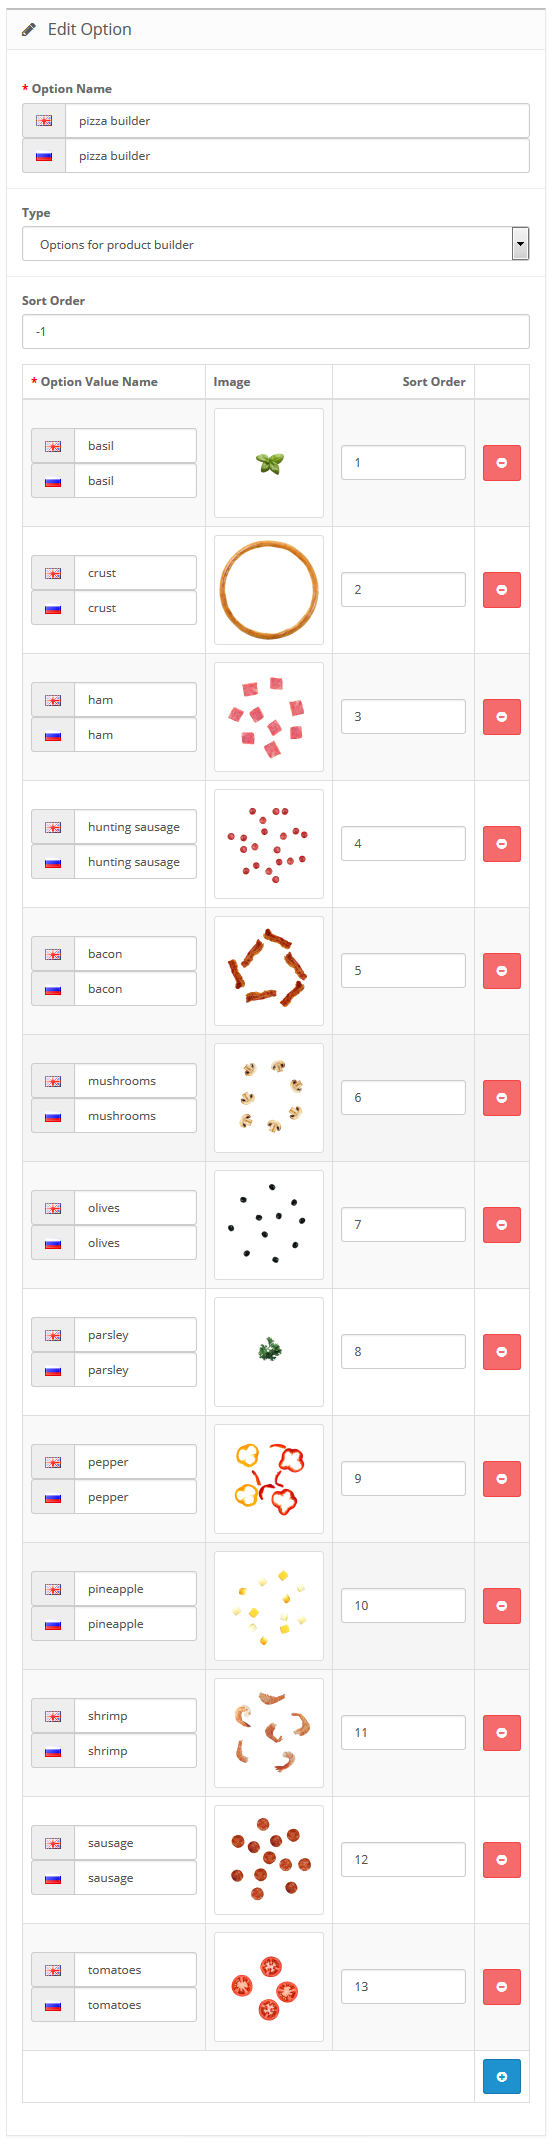 Edit Option
* Option Name
pizza builder
pizza builder
Type
Options for product builder
Sort Order
-1
* Option Value Name Image Sort Order
basil
basil
1
crust
crust
2
ham
ham
3
hunting sausage
hunting sausage
4
bacon
bacon
5
mushrooms
mushrooms
6
olives
olives
7
parsley
parsley
8
pepper
pepper
9
pineapple
pineapple
10
shrimp
shrimp
11
sausage
sausage
12
tomatoes
tomatoes
13